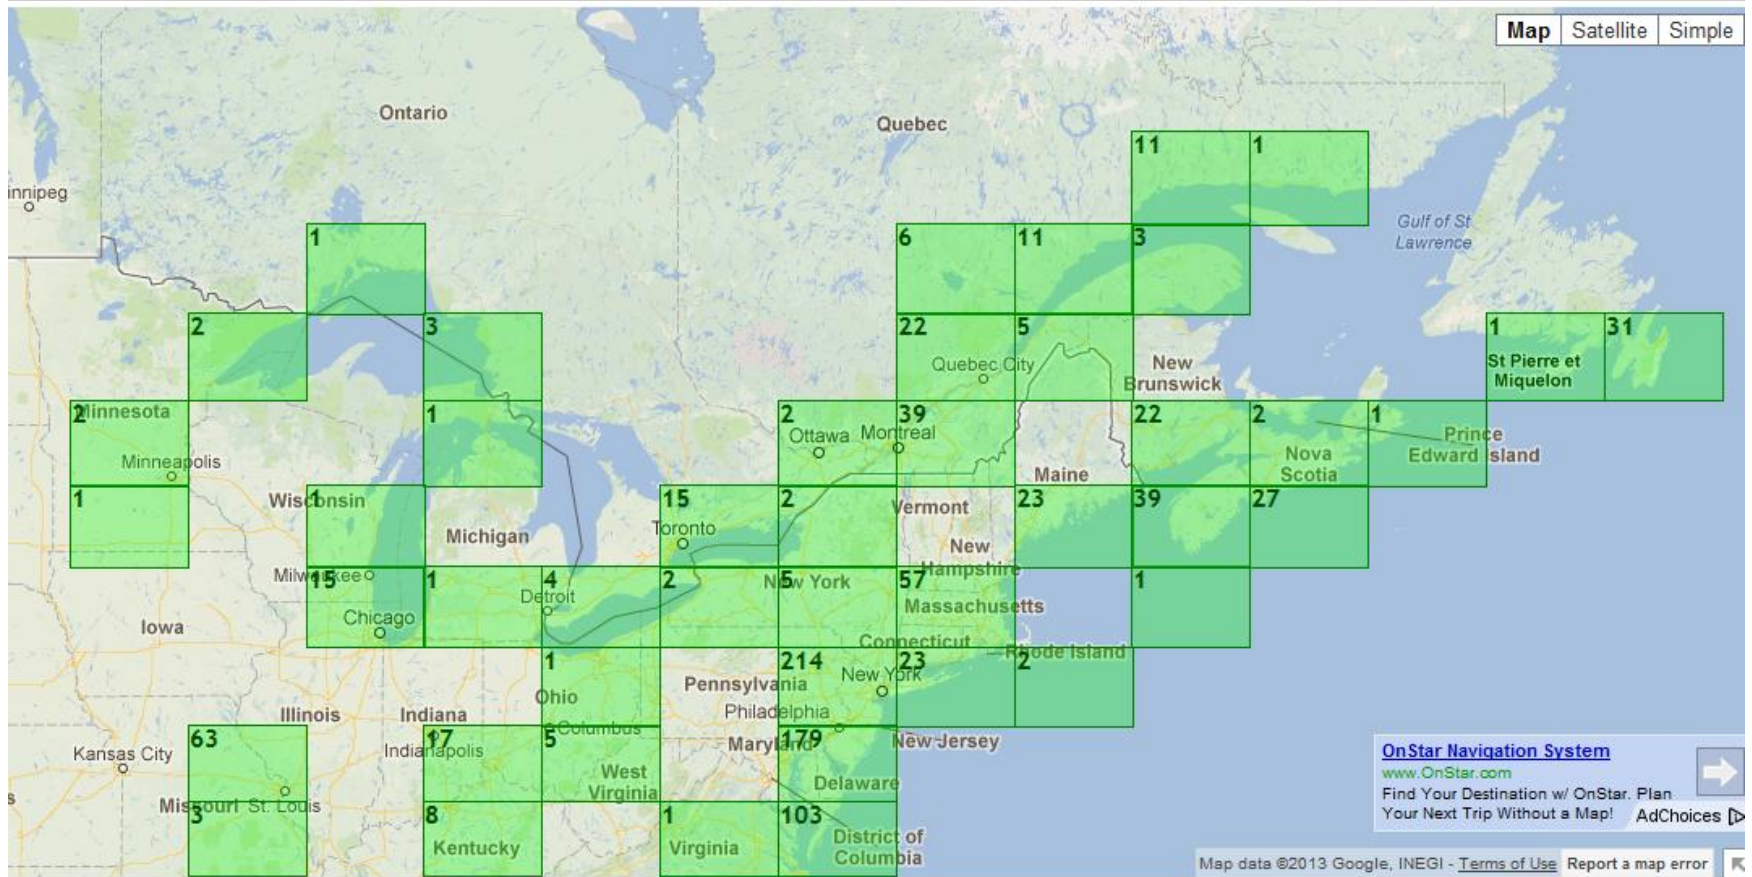 Map Satellite Simple
Ontario
Quebec
11 1
innipeg
Gulf of St
Lawrence
1 6 11 3
2 3 22 5 1 31
Quebec City
New
Brunswick
St Pierre et
Miquelon
2 1 2 39 22 2 1
Minnesota
Ottawa Montreal
Prince
Edward Island
Minneapolis
Nova
Scotia
Maine
1 1 15 2 23 39 27
Wisconsin
Vermont
Toronto
Michigan
New
Hampshire
Milwaukee
15 1 4 2 5 57 1
New York
Detroit
Massachusetts
Chicago
Iowa
Connecticut
Rhode Island
1 214 23 2
New York
Pennsylvania
Ohio
Illinois Indiana
Philadelphia
Columbus
63 17 5 179
Maryland New Jersey
Kansas City
Indianapolis
West
Virginia
Delaware
s
Missouri St. Louis
3 8 1 103
Kentucky Virginia
District of
Columbia
OnStar Navigation System
www.OnStar.com
Find Your Destination w/ OnStar. Plan
Your Next Trip Without a Map! AdChoices
Map data ©2013 Google, INEGI - Terms of Use Report a map error